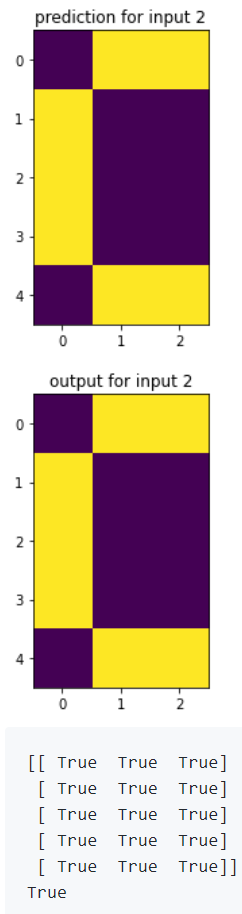 prediction for input 2
0
1
2
3
4
0 1 2
output for input 2
0
1
2
3
4
0 1 2
[[ True  True  True]
 [ True  True  True]
 [ True  True  True]
 [ True  True  True]
 [ True  True  True]]
True